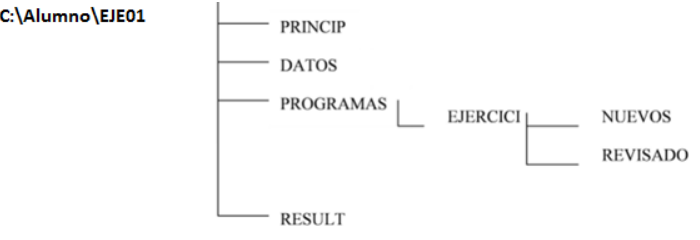 C:\Alumno\EJE01
PRINCIP
DATOS
PROGRAMAS
EJERCICI
NUEVOS
REVISADO
RESULT